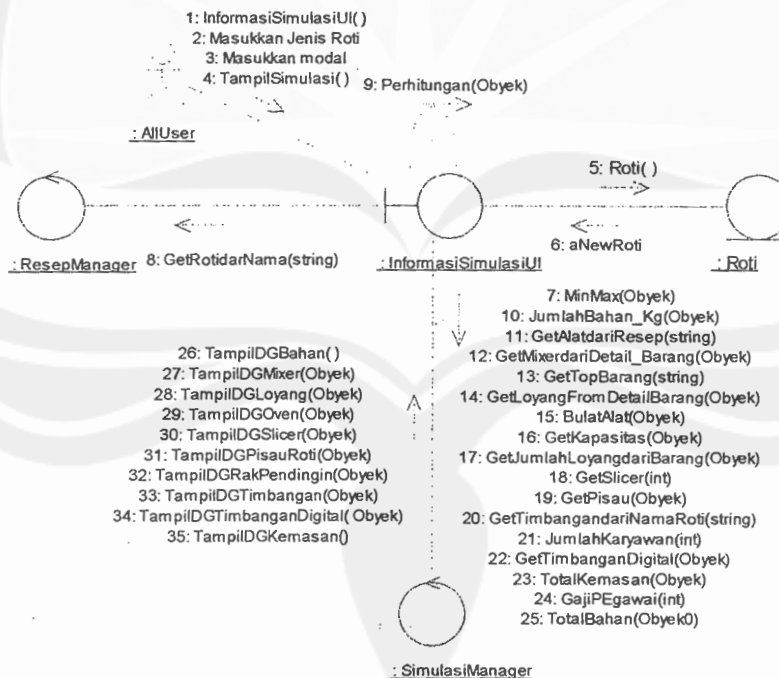 1: InformasiSimulasiUI( )
2: Masukkan Jenis Roti
3: Masukkan modal
4: TampilSimulasi( )
9: Perhitungan(Obyek)
: AllUser
5: Roti( )
6: aNewRoti
: ResepManager
8: GetRotidarNama(string)
: InformasiSimulasiUI
: Roti
7: MinMax(Obyek)
10: JumlahBahan_Kg(Obyek)
11: GetAlatdariResep(string)
12: GetMixerdariDetail_Barang(Obyek)
13: GetTopBarang(string)
14: GetLoyangFromDetailBarang(Obyek)
15: BulatAlat(Obyek)
16: GetKapasitas(Obyek)
17: GetJumlahLoyangdariBarang(Obyek)
18: GetSlicer(int)
19: GetPisau(Obyek)
20: GetTimbangandariNamaRoti(string)
21: JumlahKaryawan(int)
22: GetTimbanganDigital(Obyek)
23: TotalKemasan(Obyek)
24: GajiPEgawai(int)
25: TotalBahan(Obyek0)
26: TampilDGBahan( )
27: TampilDGMixer(Obyek)
28: TampilDGLoyang(Obyek)
29: TampilDGOven(Obyek)
30: TampilDGSlicer(Obyek)
31: TampilDGPisauRoti(Obyek)
32: TampilDGRakPendingin(Obyek)
33: TampilDGTimbangan(Obyek)
34: TampilDGTimbanganDigital( Obyek)
35: TampilDGKemasan()
: SimulasiManager